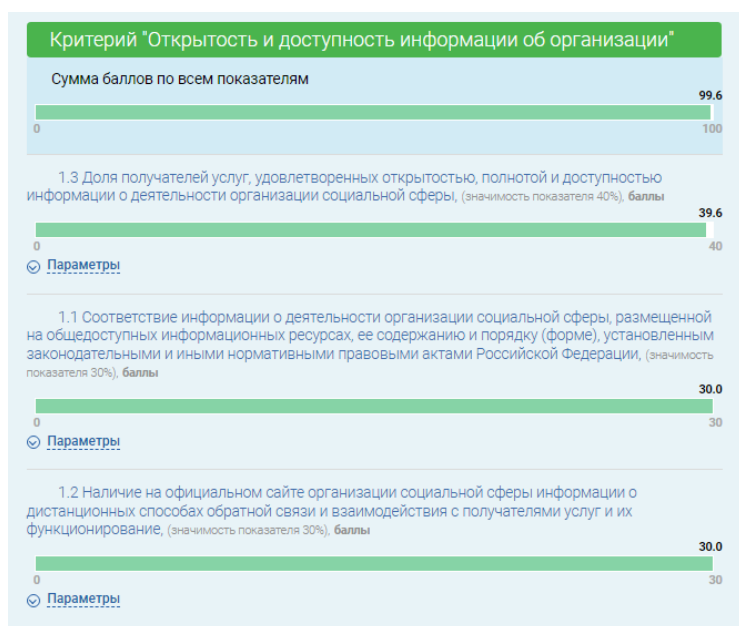 Критерий "Открытость и доступность информации об организации"
Сумма баллов по всем показателям
99.6
0 100
1.3 Доля получателей услуг, удовлетворенных открытостью, полнотой и доступностью
информации о деятельности организации социальной сферы, (значимость показателя 40%), баллы
39.6
0 40
Параметры
1.1 Соответствие информации о деятельности организации социальной сферы, размещенной
на общедоступных информационных ресурсах, ее содержанию и порядку (форме), установленным
законодательными и иными нормативными правовыми актами Российской Федерации, (значимость
показателя 30%), баллы
30.0
0 30
Параметры
1.2 Наличие на официальном сайте организации социальной сферы информации о
дистанционных способах обратной связи и взаимодействия с получателями услуг и их
функционирование, (значимость показателя 30%), баллы
30.0
0 30
Параметры